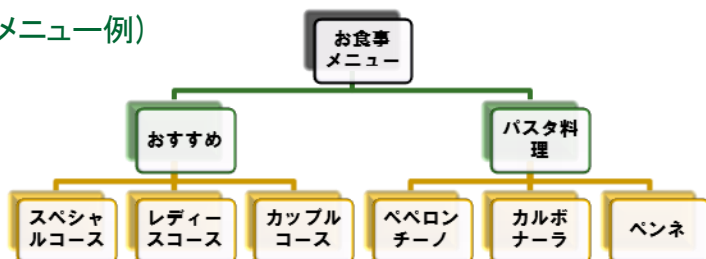 メニュー例)
お食事
メニュー
おすすめ
パスタ料
理
スペシャ
ルコース
レディー
スコース
カップル
コース
ペペロン
チーノ
カルボ
ナーラ
ペンネ